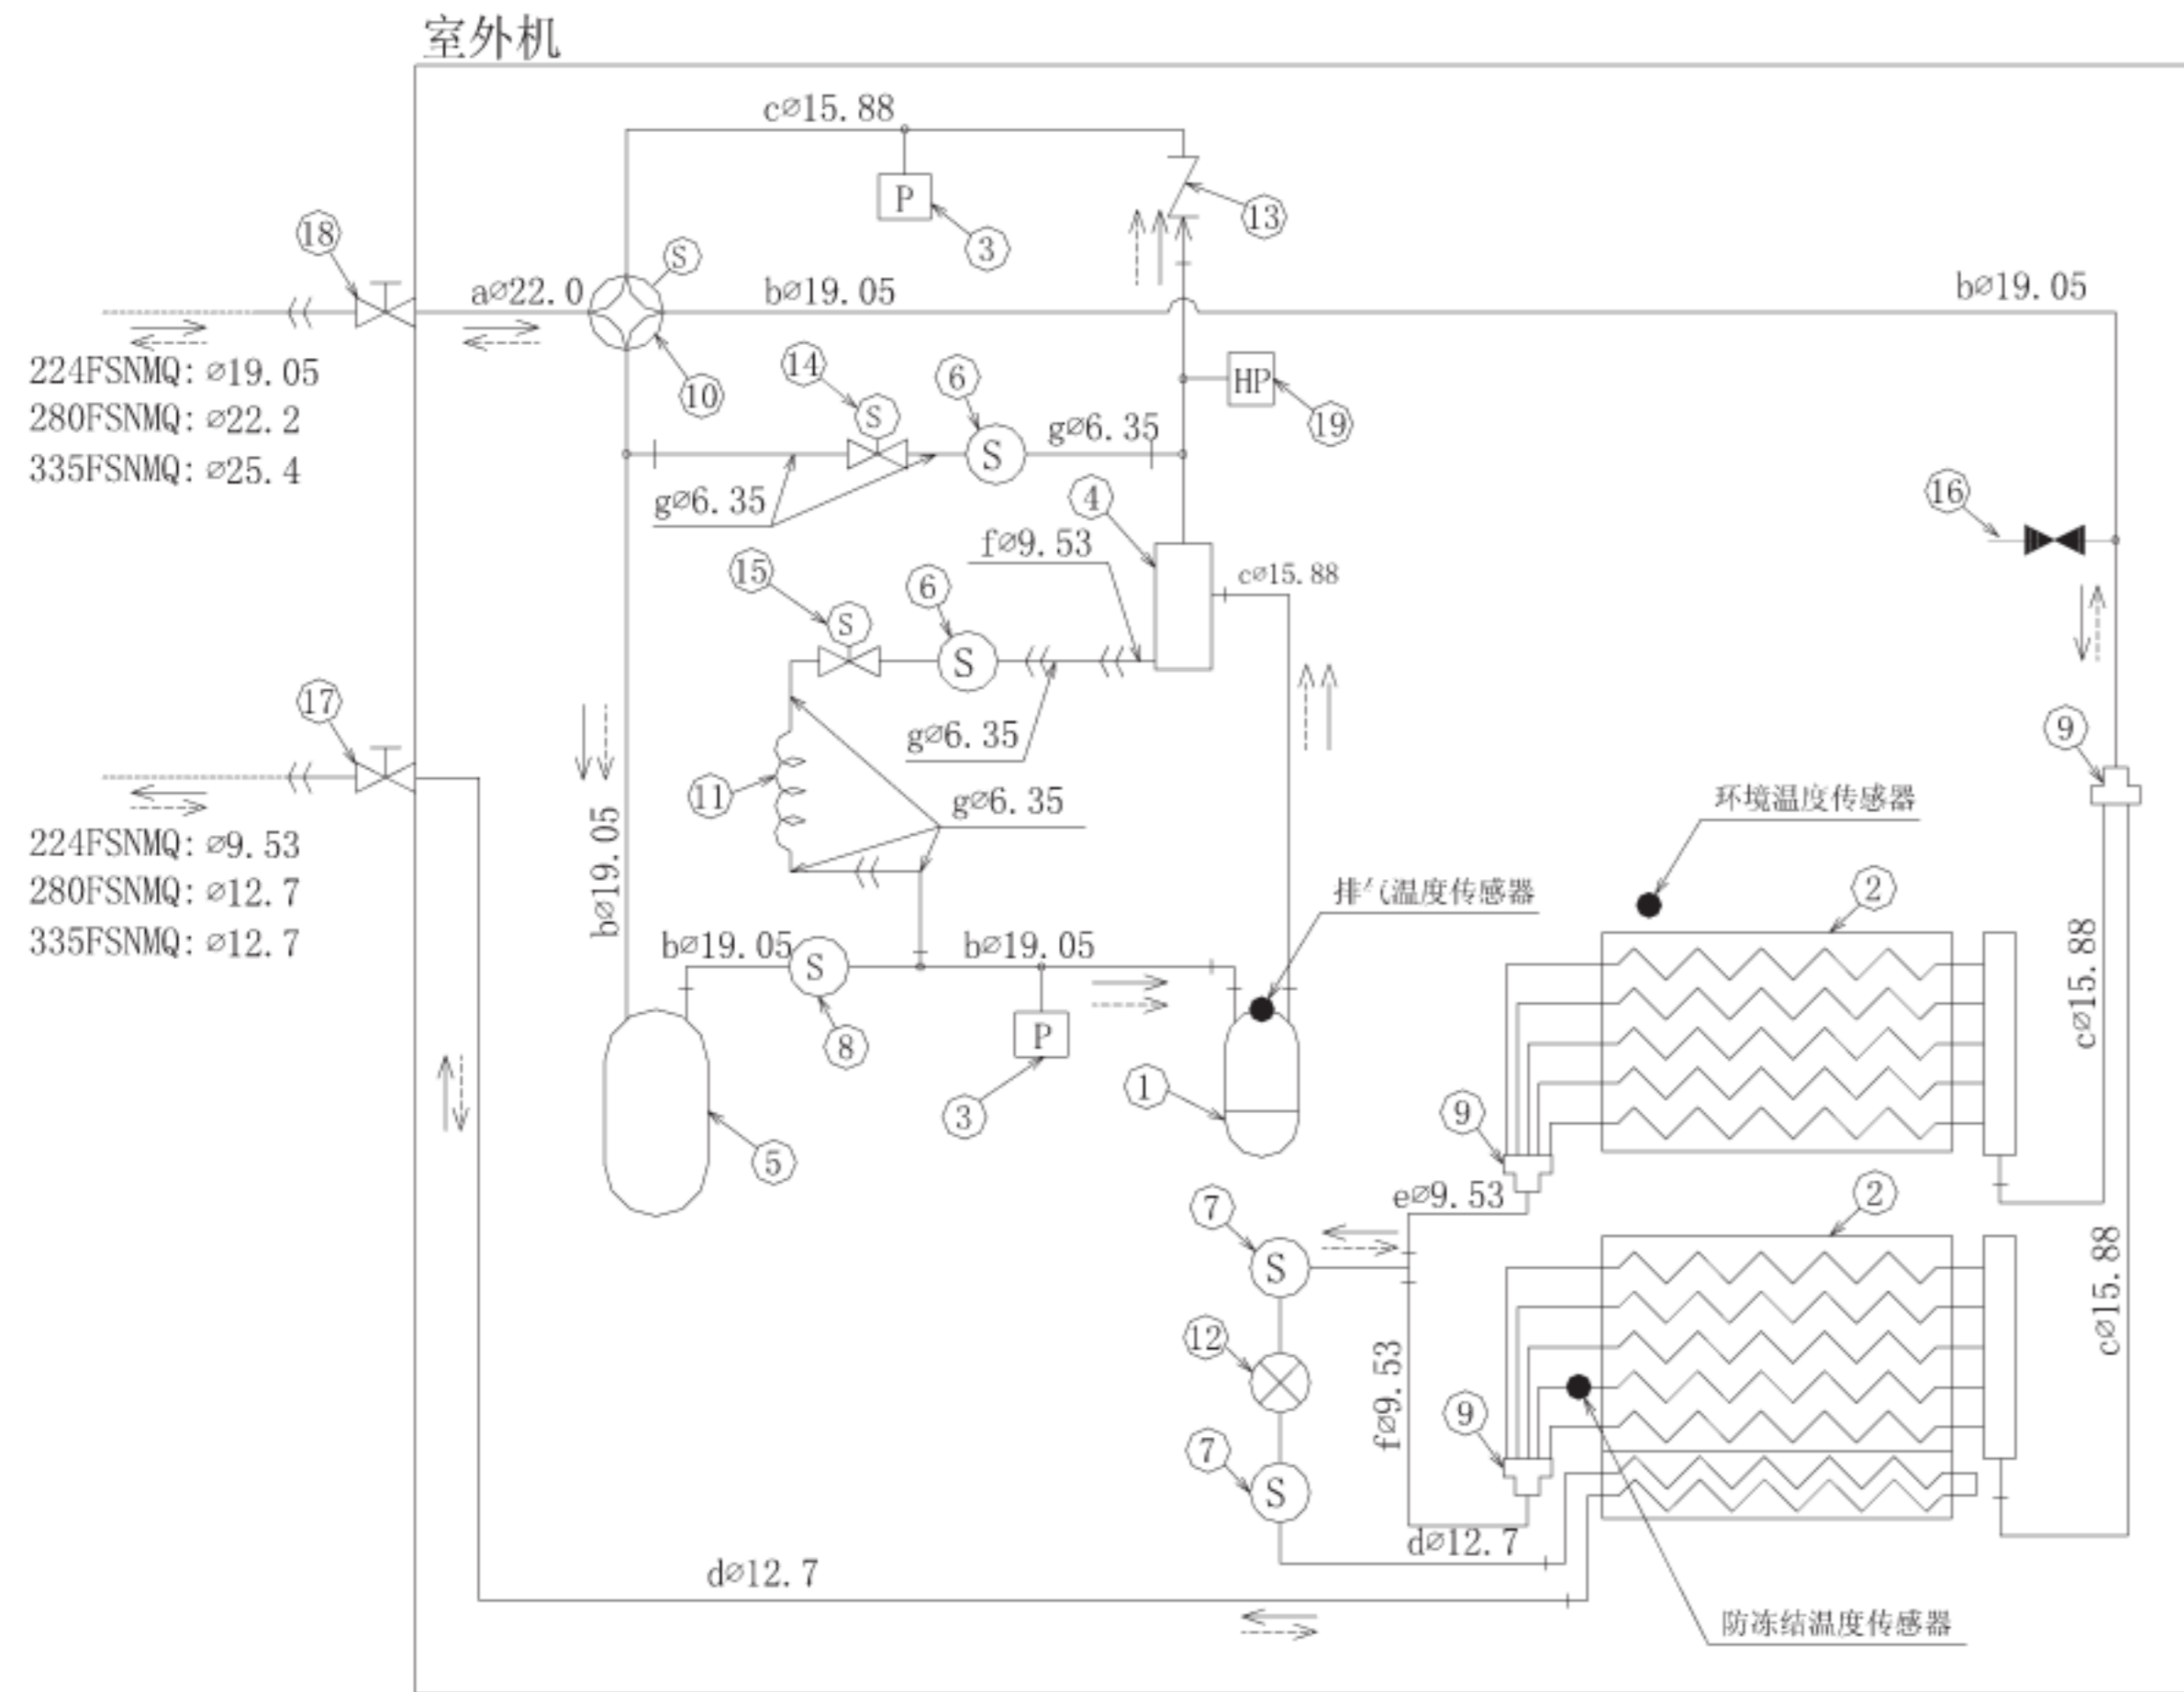 室外机
c⌀15.88
P
3
13
18
S
a⌀22.0
b⌀19.05
b⌀19.05
224FSNMQ: ⌀19.05
280FSNMQ: ⌀22.2
335FSNMQ: ⌀25.4
10
14
S
6
S
g⌀6.35
HP
19
g⌀6.35
4
16
f⌀9.53
c⌀15.88
15
S
6
S
g⌀6.35
17
11
g⌀6.35
9
224FSNMQ: ⌀9.53
280FSNMQ: ⌀12.7
335FSNMQ: ⌀12.7
b⌀19.05
环境温度传感器
排气温度传感器
2
b⌀19.05
S
b⌀19.05
c⌀15.88
8
P
3
1
5
9
e⌀9.53
2
7
S
c⌀15.88
12
f⌀9.53
9
7
S
d⌀12.7
d⌀12.7
防冻结温度传感器